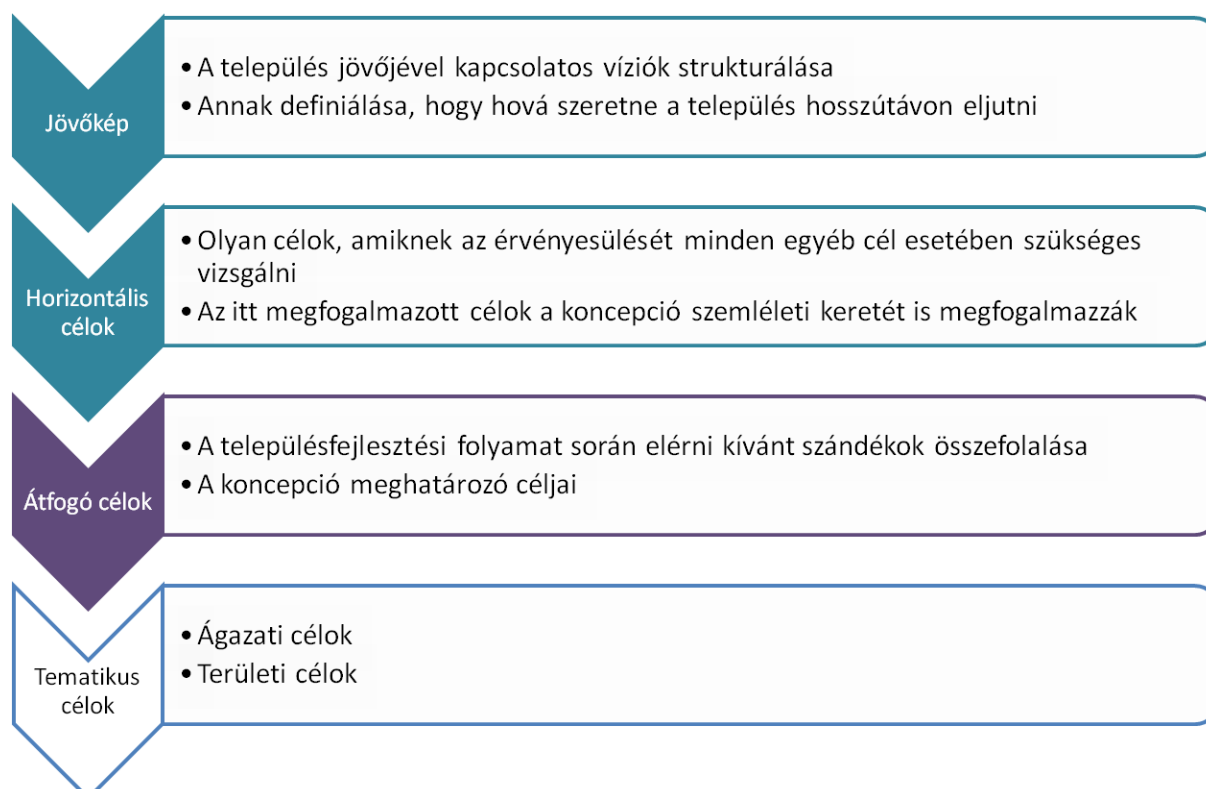 Jövőkép
• A település jövőjével kapcsolatos víziók strukturálása
• Annak definiálása, hogy hová szeretne a település hosszútávon eljutni
Horizontális
célok
• Olyan célok, amiknek az érvényesülését minden egyéb cél esetében szükséges
vizsgálni
• Az itt megfogalmazott célok a koncepció szemléleti keretét is megfogalmazzák
Átfogó célok
• A településfejlesztési folyamat során elérni kívánt szándékok összefolalása
• A koncepció meghatározó céljai
Tematikus
célok
• Ágazati célok
• Területi célok